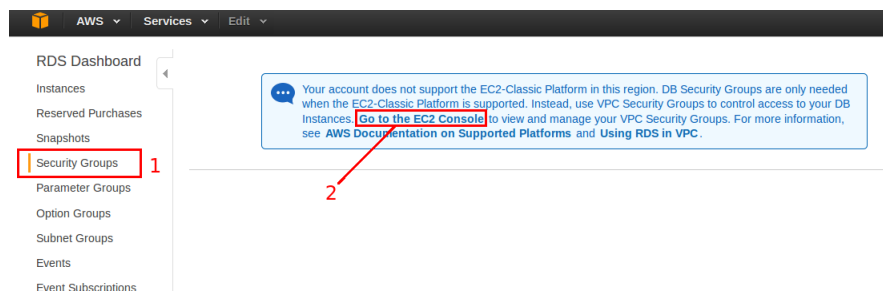 AWS Services Edit
RDS Dashboard
Instances
Reserved Purchases
Snapshots
Security Groups 1
Parameter Groups
Option Groups
Subnet Groups
Events
Event Subscriptions
Your account does not support the EC2-Classic Platform in this region. DB Security Groups are only needed
when the EC2-Classic Platform is supported. Instead, use VPC Security Groups to control access to your DB
Instances. Go to the EC2 Console to view and manage your VPC Security Groups. For more information,
see AWS Documentation on Supported Platforms and Using RDS in VPC.
2